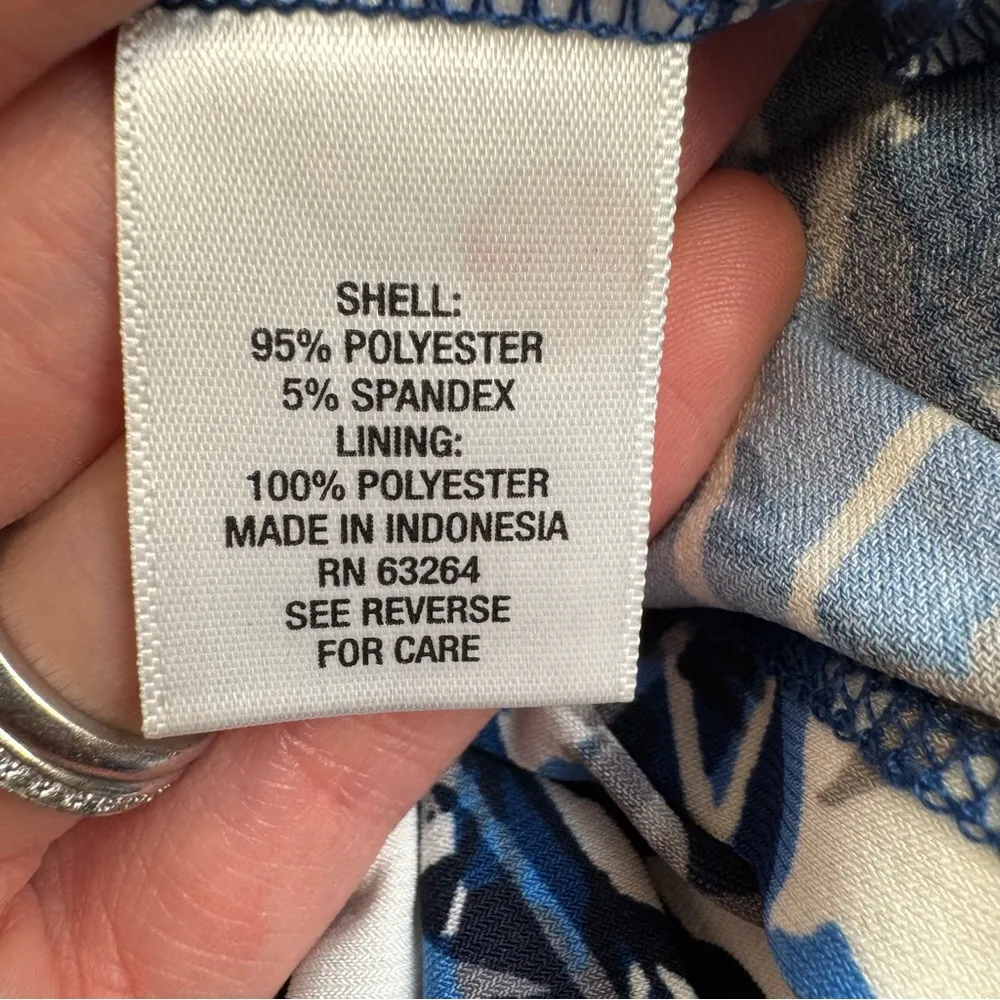 SHELL:
95% POLYESTER
5% SPANDEX
LINING:
100% POLYESTER
MADE IN INDONESIA
RN 63264
SEE REVERSE
FOR CARE